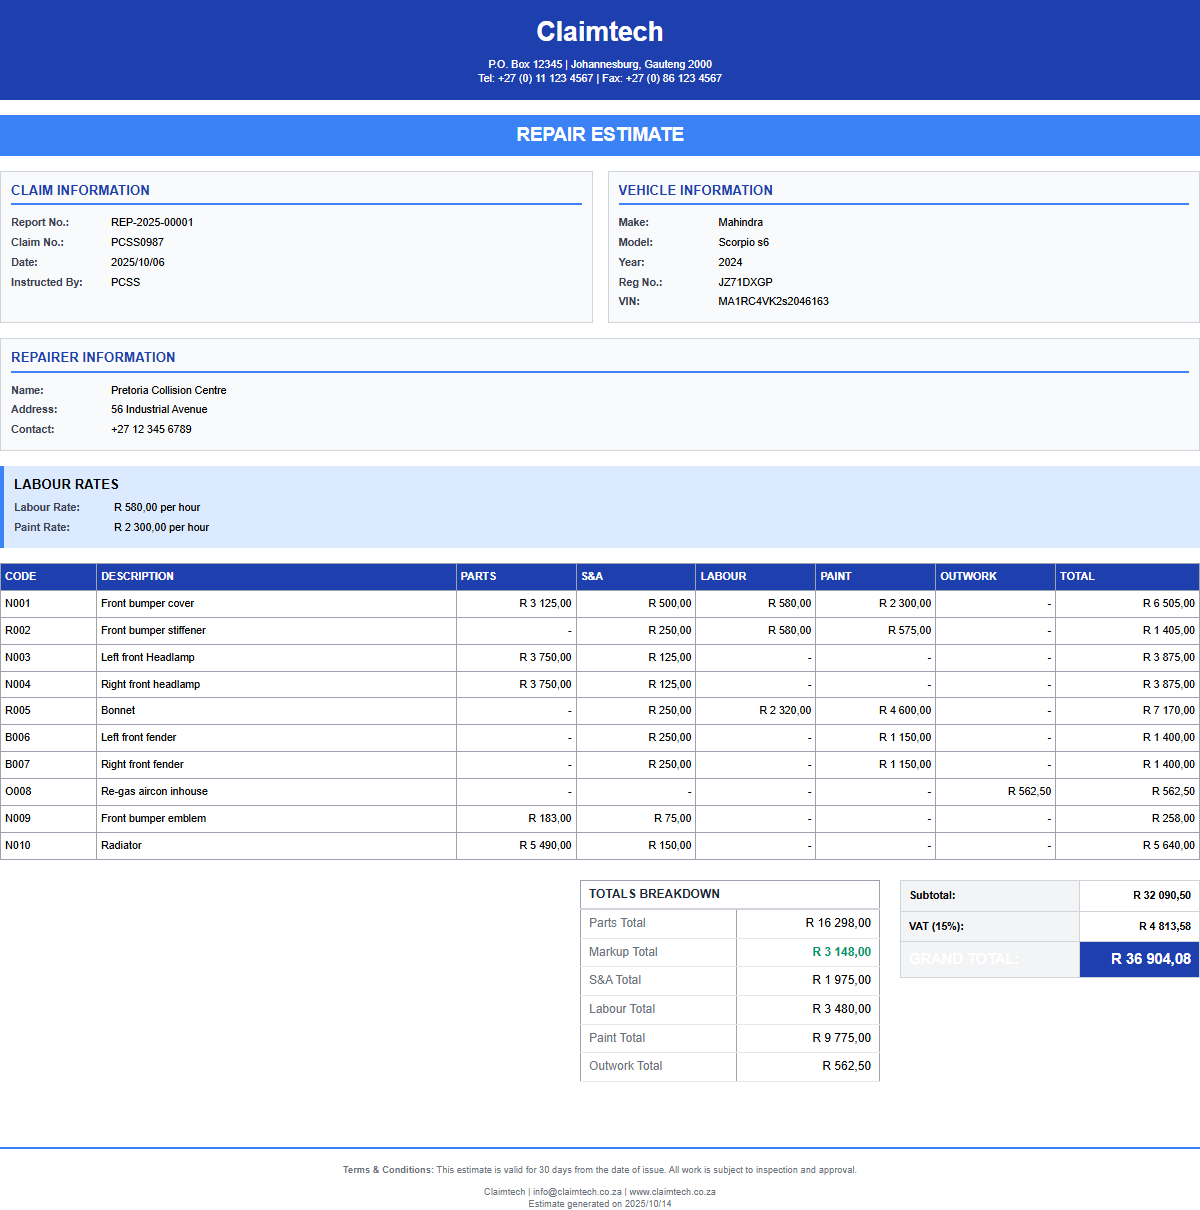 Claimtech
P.O. Box 12345 | Johannesburg, Gauteng 2000
Tel: +27 (0) 11 123 4567 | Fax: +27 (0) 86 123 4567
REPAIR ESTIMATE
CLAIM INFORMATION
Report No.: REP-2025-00001
Claim No.: PCSS0987
Date: 2025/10/06
Instructed By: PCSS
VEHICLE INFORMATION
Make: Mahindra
Model: Scorpio s6
Year: 2024
Reg No.: JZ71DXGP
VIN: MA1RC4VK2s2046163
REPAIRER INFORMATION
Name: Pretoria Collision Centre
Address: 56 Industrial Avenue
Contact: +27 12 345 6789
LABOUR RATES
Labour Rate: R 580,00 per hour
Paint Rate: R 2 300,00 per hour
CODE DESCRIPTION PARTS S&A LABOUR PAINT OUTWORK TOTAL
N001 Front bumper cover R 3 125,00 R 500,00 R 580,00 R 2 300,00 - R 6 505,00
R002 Front bumper stiffener - R 250,00 R 580,00 R 575,00 - R 1 405,00
N003 Left front Headlamp R 3 750,00 R 125,00 - - - R 3 875,00
N004 Right front headlamp R 3 750,00 R 125,00 - - - R 3 875,00
R005 Bonnet - R 250,00 R 2 320,00 R 4 600,00 - R 7 170,00
B006 Left front fender - R 250,00 - R 1 150,00 - R 1 400,00
B007 Right front fender - R 250,00 - R 1 150,00 - R 1 400,00
O008 Re-gas aircon inhouse - - - - R 562,50 R 562,50
N009 Front bumper emblem R 183,00 R 75,00 - - - R 258,00
N010 Radiator R 5 490,00 R 150,00 - - - R 5 640,00
TOTALS BREAKDOWN
Parts Total R 16 298,00
Markup Total R 3 148,00
S&A Total R 1 975,00
Labour Total R 3 480,00
Paint Total R 9 775,00
Outwork Total R 562,50
Subtotal: R 32 090,50
VAT (15%): R 4 813,58
GRAND TOTAL: R 36 904,08
Terms & Conditions: This estimate is valid for 30 days from the date of issue. All work is subject to inspection and approval.
Claimtech | info@claimtech.co.za | www.claimtech.co.za
Estimate generated on 2025/10/14